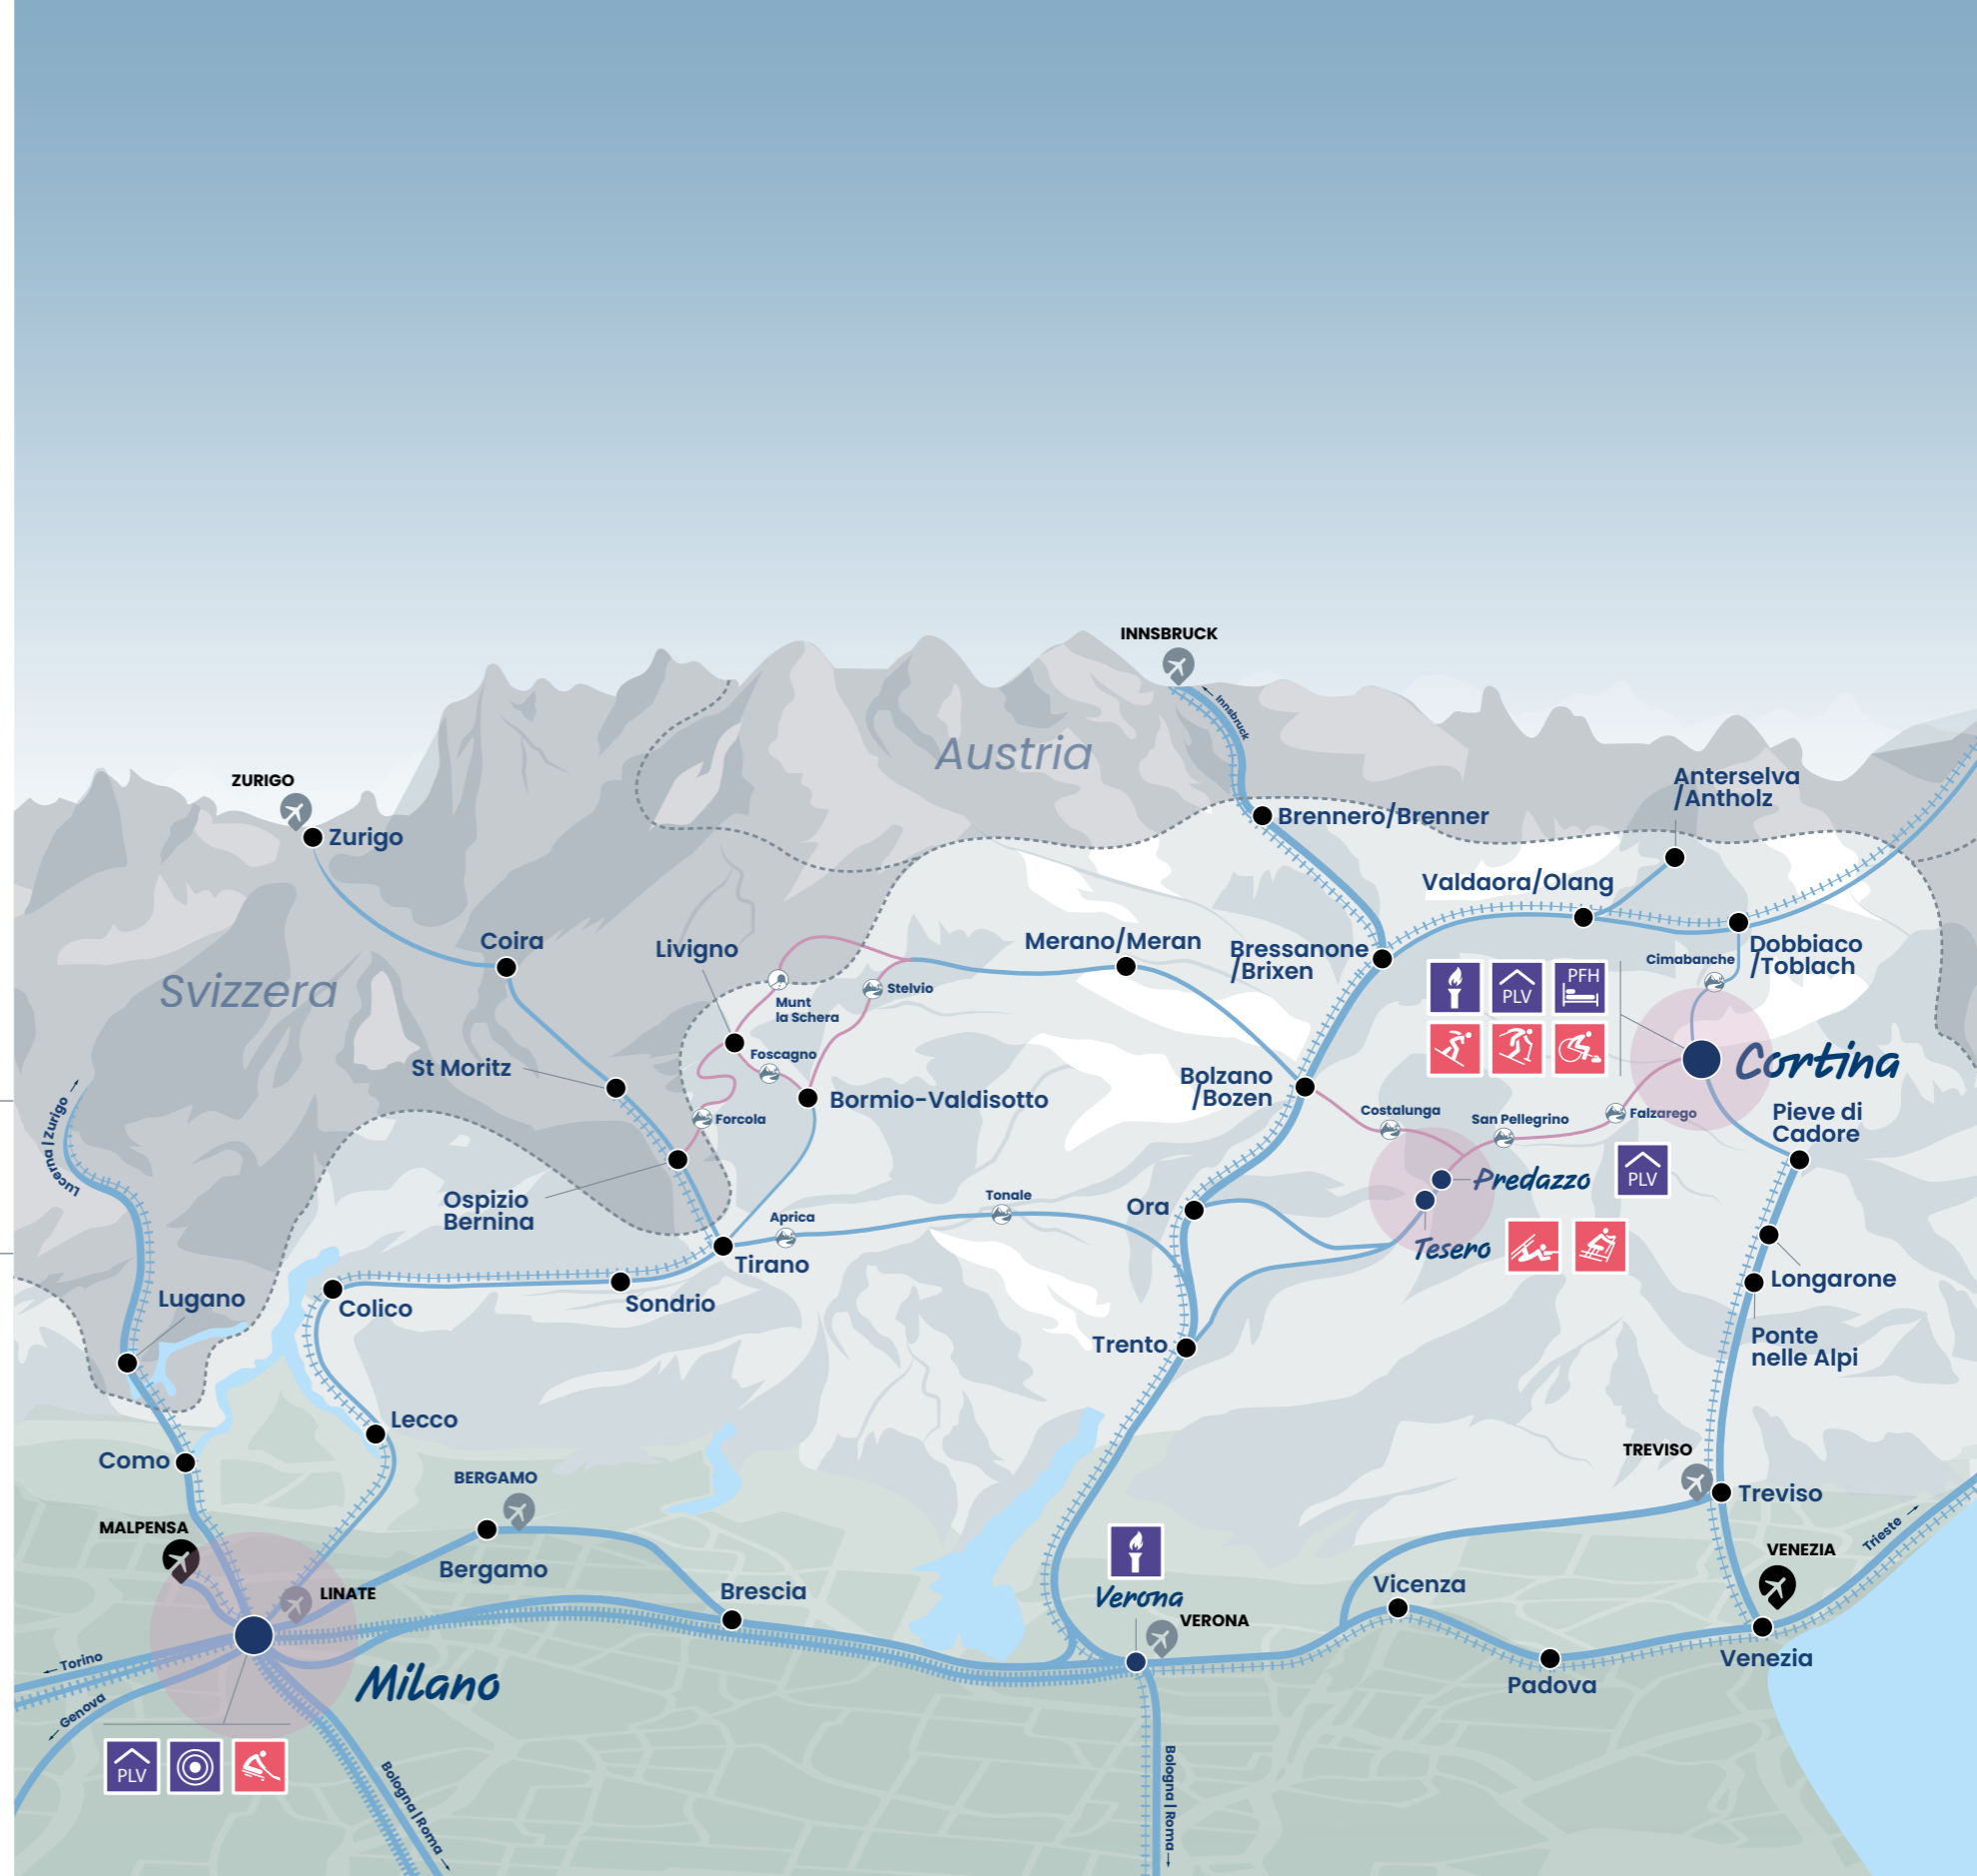 INNSBRUCK
← Innsbruck
Austria
ZURIGO
Zurigo
Brennero/Brenner
Anterselva
/Antholz
Valdaora/Olang
Coira
Livigno
Merano/Meran
Bressanone
/Brixen
Dobbiaco
/Toblach
Cimabanche
Svizzera
Stelvio
Munt
la Schera
PLV
PFH
Foscagno
St Moritz
Bormio-Valdisotto
Bolzano
/Bozen
Cortina
Forcola
Costalunga
San Pellegrino
Falzarego
Pieve di
Cadore
Lucerna | Zurigo →
Ospizio
Bernina
Predazzo
PLV
Tonale
Ora
Aprica
Tesero
Tirano
Longarone
Lugano
Colico
Sondrio
Trento
Ponte
nelle Alpi
Lecco
Como
BERGAMO
TREVISO
Treviso
MALPENSA
Bergamo
VENEZIA
Trieste →
LINATE
Brescia
Verona
VERONA
Vicenza
Venezia
← Torino
Milano
Padova
← Genova
PLV
Bologna | Roma →
Bologna | Roma →